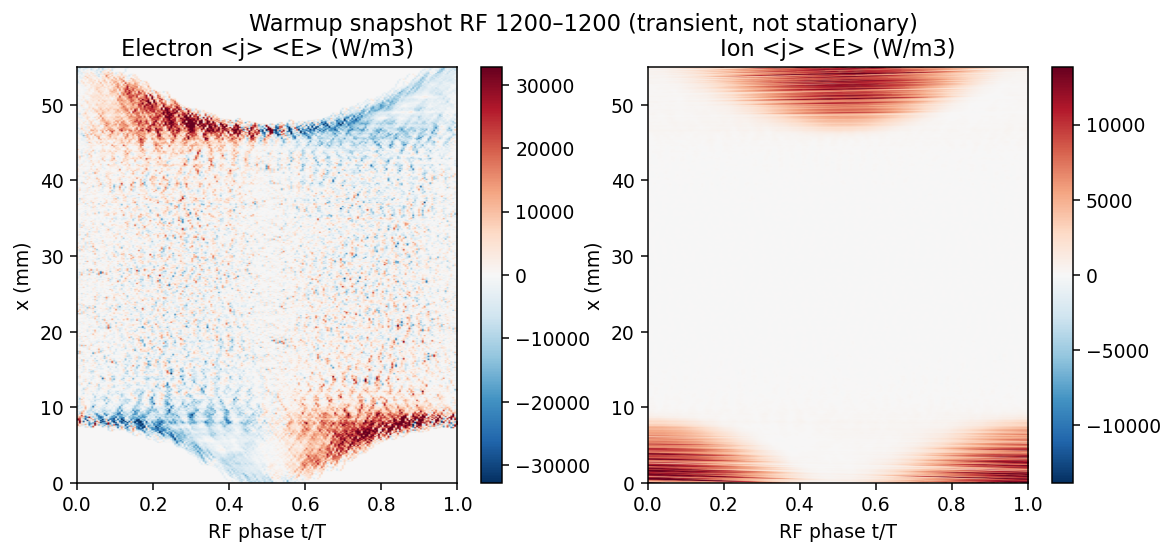 Warmup snapshot RF 1200–1200 (transient, not stationary)
Electron <j> <E> (W/m3)
Ion <j> <E> (W/m3)
x (mm)
50
40
30
20
10
0
0.0 0.2 0.4 0.6 0.8 1.0
RF phase t/T
30000
20000
10000
0
−10000
−20000
−30000
x (mm)
50
40
30
20
10
0
0.0 0.2 0.4 0.6 0.8 1.0
RF phase t/T
10000
5000
0
−5000
−10000